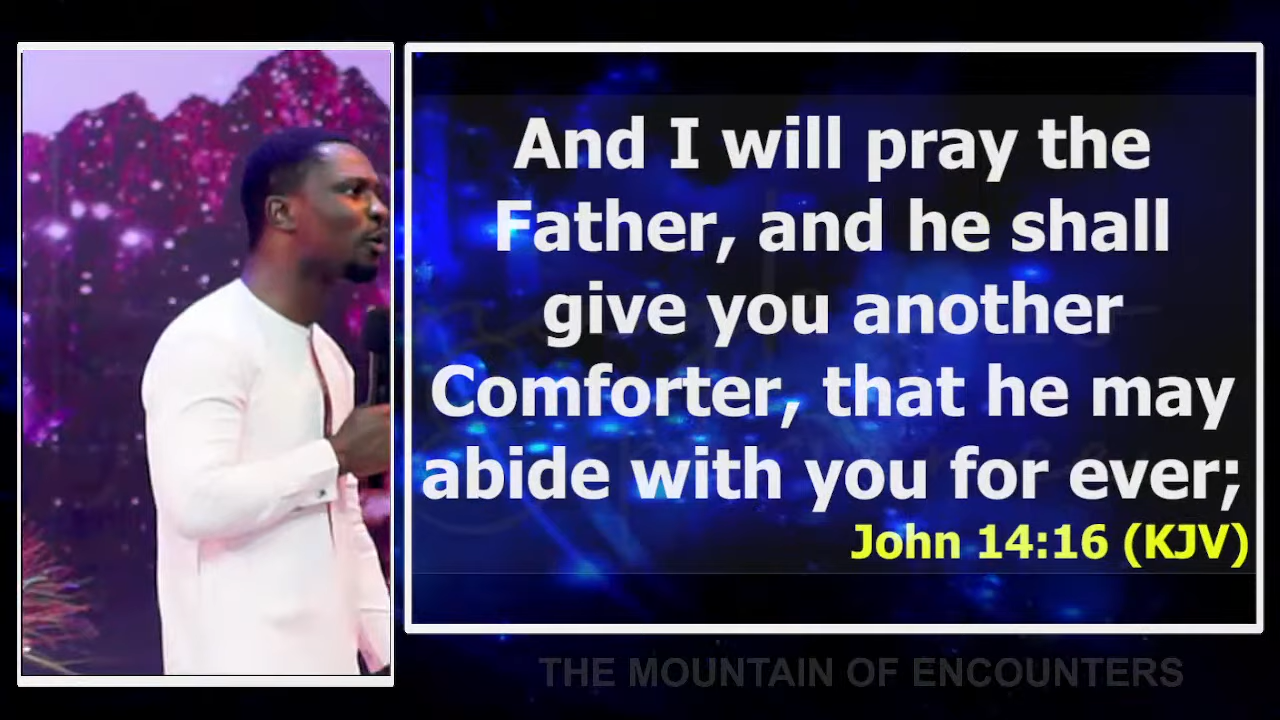 And I will pray the
Father, and he shall
give you another
Comforter, that he may
abide with you for ever;
John 14:16 (KJV)
THE MOUNTAIN OF ENCOUNTERS